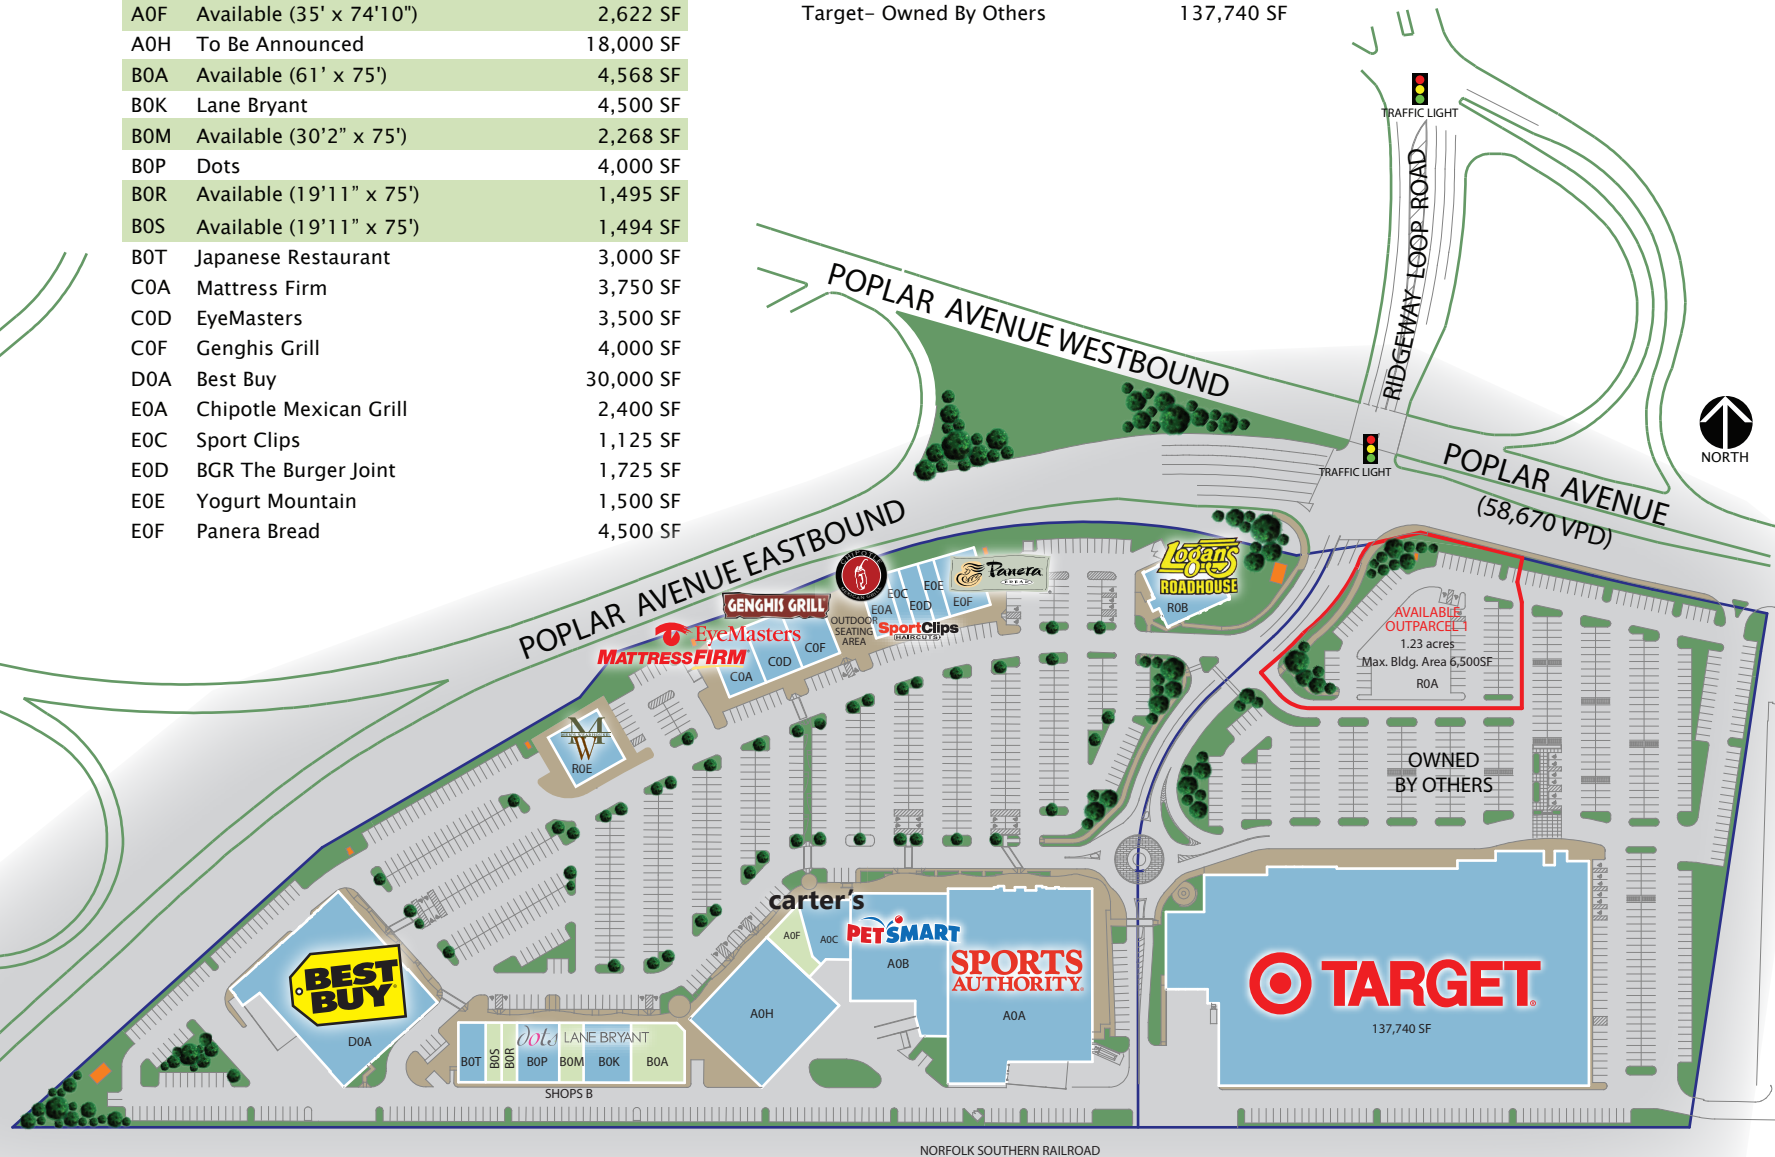 A0F Available (35' x 74'10") 2,622 SF
A0H To Be Announced 18,000 SF
B0A Available (61’ x 75') 4,568 SF
B0K Lane Bryant 4,500 SF
B0M Available (30’2” x 75') 2,268 SF
B0P Dots 4,000 SF
B0R Available (19’11” x 75') 1,495 SF
B0S Available (19’11” x 75') 1,494 SF
B0T Japanese Restaurant 3,000 SF
C0A Mattress Firm 3,750 SF
C0D EyeMasters 3,500 SF
C0F Genghis Grill 4,000 SF
D0A Best Buy 30,000 SF
E0A Chipotle Mexican Grill 2,400 SF
E0C Sport Clips 1,125 SF
E0D BGR The Burger Joint 1,725 SF
E0E Yogurt Mountain 1,500 SF
E0F Panera Bread 4,500 SF
Target– Owned By Others 137,740 SF
TRAFFIC LIGHT
RIDGEWAY LOOP ROAD
POPLAR AVENUE WESTBOUND
NORTH
TRAFFIC LIGHT
POPLAR AVENUE
(58,670 VPD)
POPLAR AVENUE EASTBOUND
CHIPOTLE
MEXICAN GRILL
E0A
E0C
E0D
E0E
E0F
Panera
BREAD
Logan's
ROADHOUSE
R0B
GENGHIS GRILL
OUTDOOR
SEATING
AREA
SportClips
HAIRCUTS
EyeMasters
MATTRESSFIRM
C0A
C0D
C0F
AVAILABLE
OUTPARCEL 1
1.23 acres
Max. Bldg. Area 6,500SF
R0A
MW
R0E
OWNED
BY OTHERS
carter's
A0F
A0C
PETSMART
A0B
SPORTS
AUTHORITY
A0A
A0H
TARGET
137,740 SF
BEST
BUY
D0A
dots
LANE BRYANT
B0T
B0S
B0R
B0P
B0M
B0K
B0A
SHOPS B
NORFOLK SOUTHERN RAILROAD